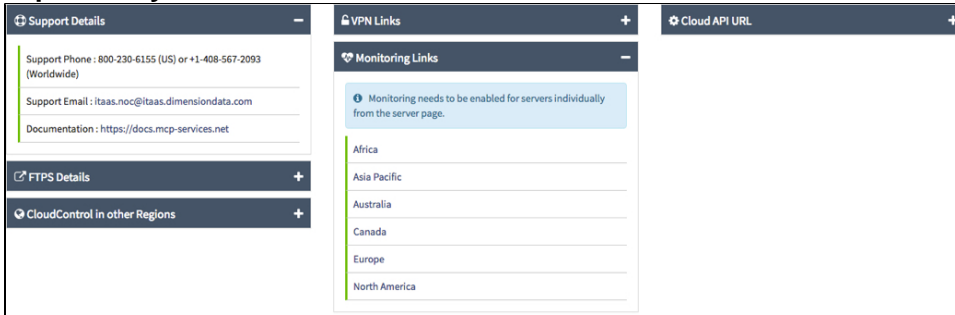 Support Details
Support Phone : 800-230-6155 (US) or +1-408-567-2093
(Worldwide)
Support Email : itaas.noc@itaas.dimensiondata.com
Documentation : https://docs.mcp-services.net
FTPS Details
CloudControl in other Regions
VPN Links
Monitoring Links
Monitoring needs to be enabled for servers individually
from the server page.
Africa
Asia Pacific
Australia
Canada
Europe
North America
Cloud API URL